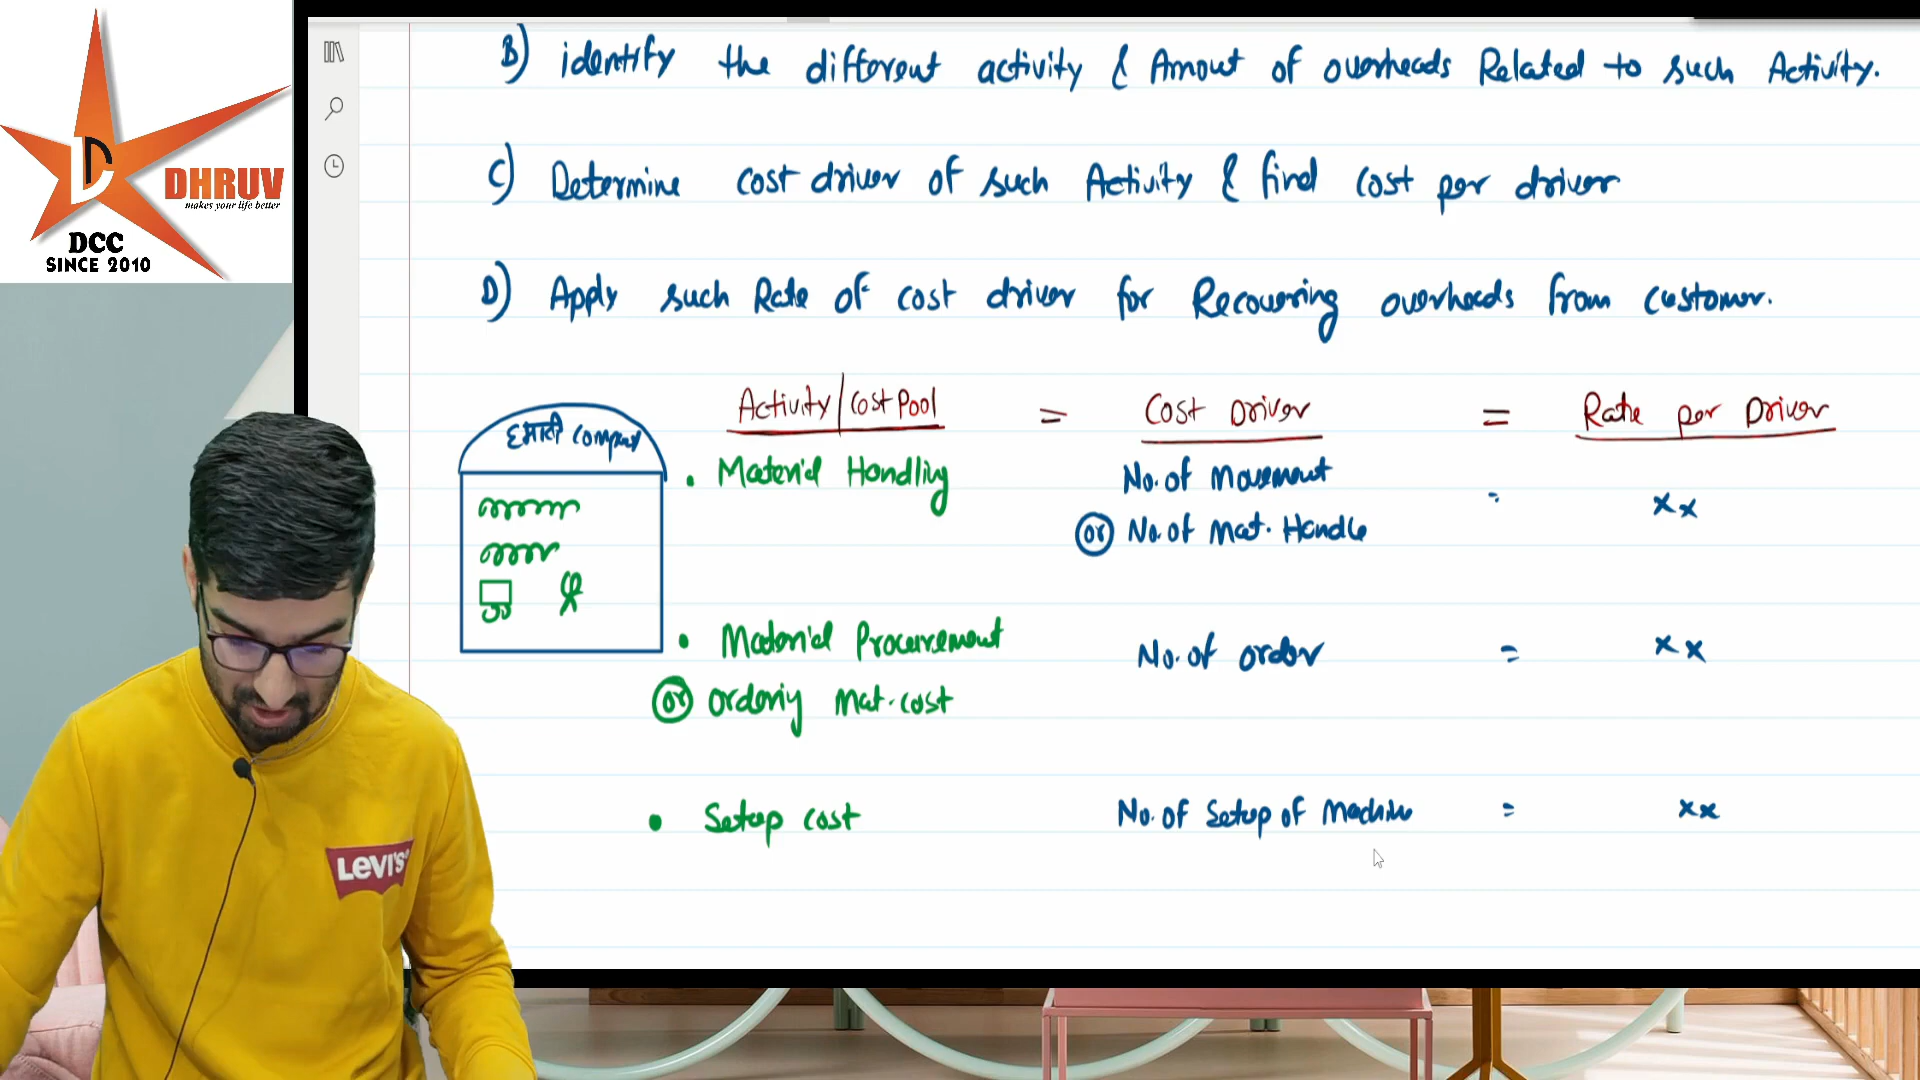 DHRUV
makes your life better
DCC
SINCE 2010
B) identify the different activity & Amount of overheads Related to such Activity.
C) Determine cost driver of such Activity & find cost per driver
D) Apply such Rate of cost driver for Recovering overheads from customer.
हमारी company
Activity/Cost Pool = Cost Driver = Rate per Driver
• Material Handling No. of Movement = xx
(or) No. of Mat. Handle
• Material Procurement No. of order = xx
(or) Ordering Mat. cost
• Setup cost No. of Setup of Machine = xx
LEVI'S